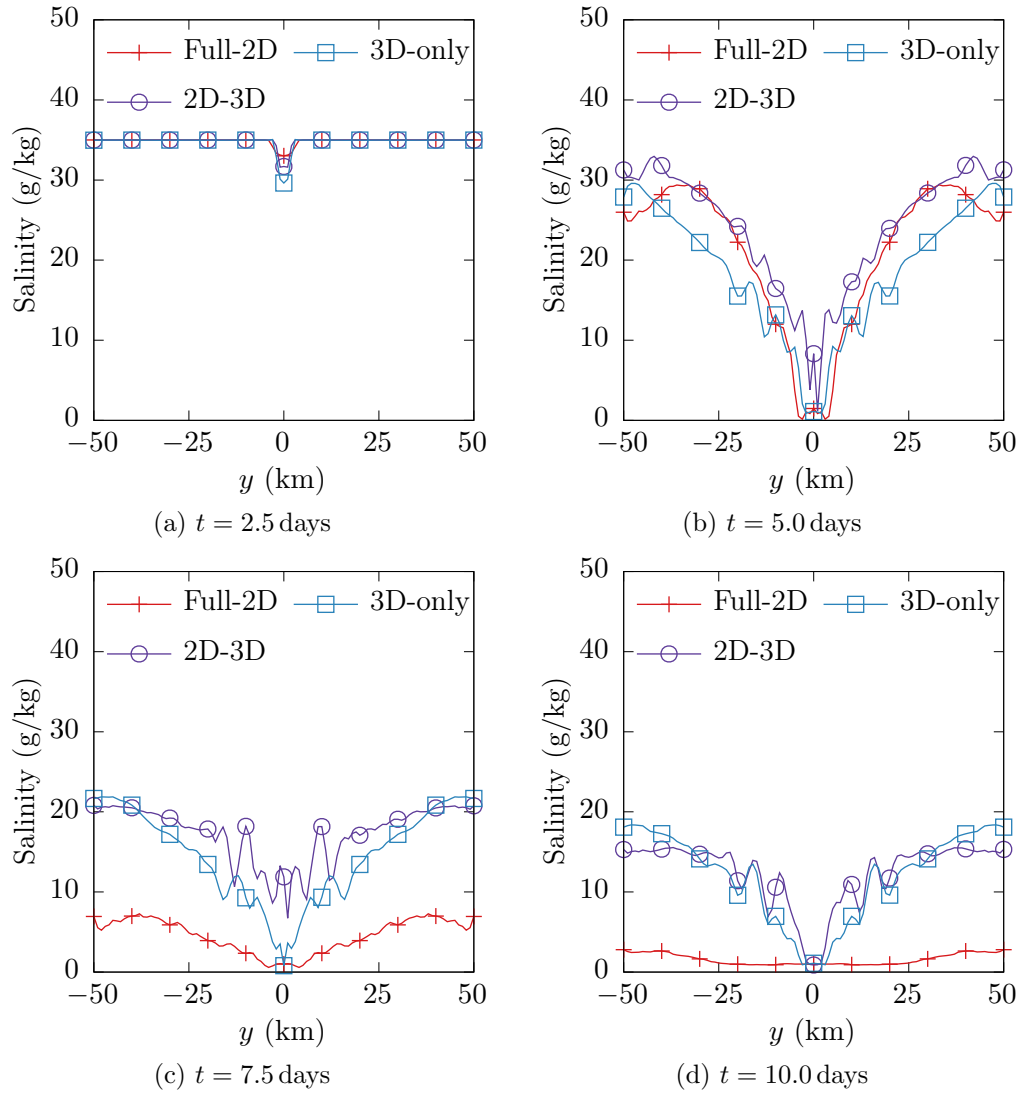 50
40
30
20
10
0
Salinity (g/kg)
Full-2D
3D-only
2D-3D
−50
−25
0
25
50
y (km)
(a) t = 2.5 days
50
40
30
20
10
0
Salinity (g/kg)
Full-2D
3D-only
2D-3D
−50
−25
0
25
50
y (km)
(b) t = 5.0 days
50
40
30
20
10
0
Salinity (g/kg)
Full-2D
3D-only
2D-3D
−50
−25
0
25
50
y (km)
(c) t = 7.5 days
50
40
30
20
10
0
Salinity (g/kg)
Full-2D
3D-only
2D-3D
−50
−25
0
25
50
y (km)
(d) t = 10.0 days